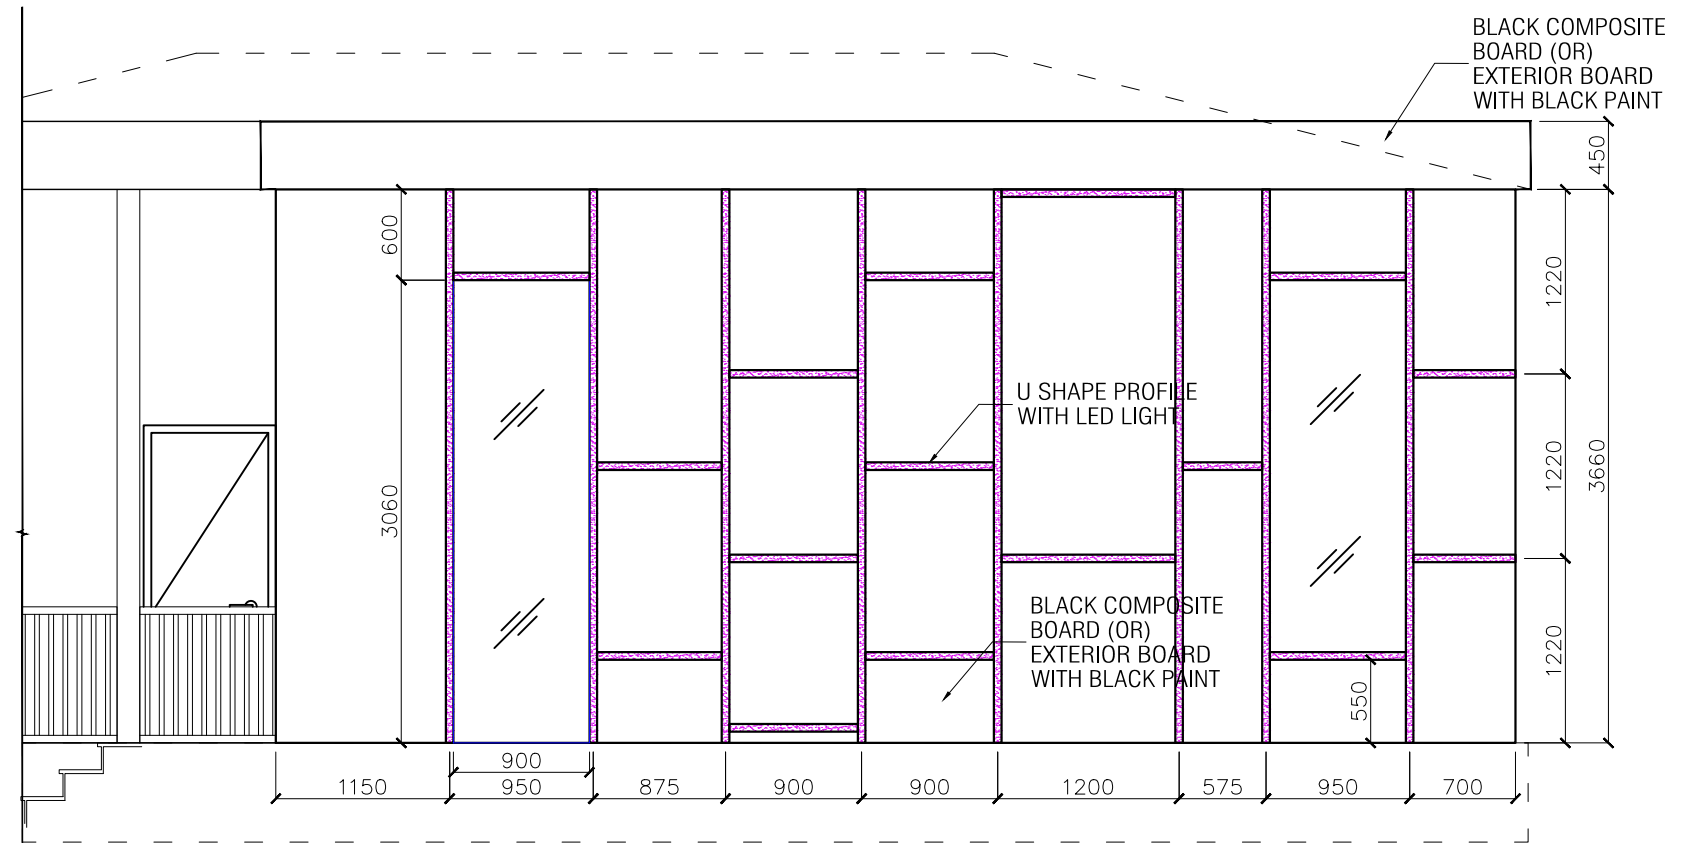 BLACK COMPOSITE
BOARD (OR)
EXTERIOR BOARD
WITH BLACK PAINT
450
600
1220
U SHAPE PROFILE
WITH LED LIGHT
1220
3660
3060
BLACK COMPOSITE
BOARD (OR)
EXTERIOR BOARD
WITH BLACK PAINT
1220
550
900
1150 950 875 900 900 1200 575 950 700